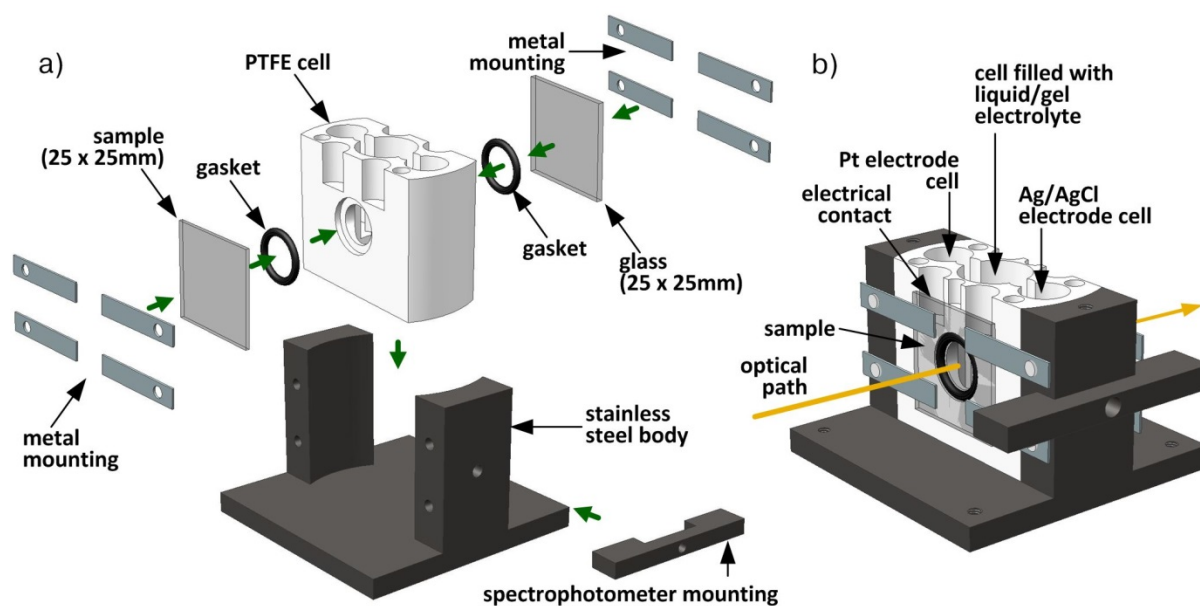 a)
PTFE cell
metal
mounting
sample
(25 x 25mm)
gasket
gasket
glass
(25 x 25mm)
metal
mounting
stainless
steel body
spectrophotometer mounting
b)
cell filled with
liquid/gel
electrolyte
Pt electrode
cell
electrical
contact
Ag/AgCl
electrode cell
sample
optical
path